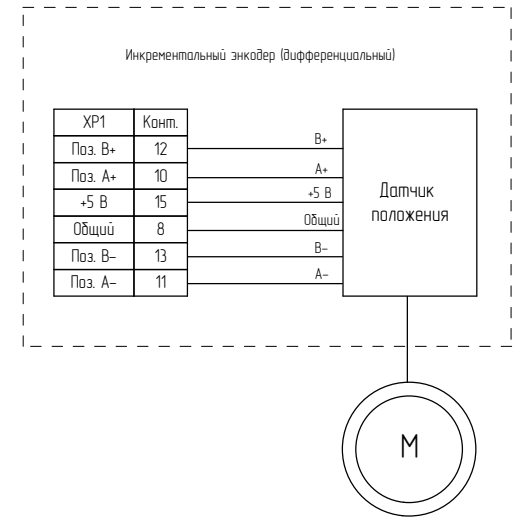 Инкрементальный энкодер (дифференциальный)
XP1 Конт.
Поз. B+ 12 B+
Поз. A+ 10 A+
+5 В 15 +5 В
Общий 8 Общий
Поз. B– 13 B–
Поз. A– 11 A–
Датчик
положения
М